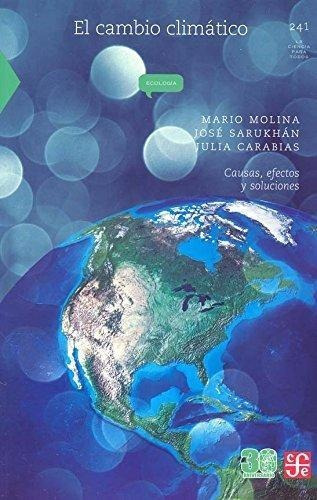 El cambio climático
241
LA
CIENCIA
PARA
TODOS
ECOLOGÍA
MARIO MOLINA
JOSÉ SARUKHÁN
JULIA CARABIAS
Causas, efectos
y soluciones
30
cfe